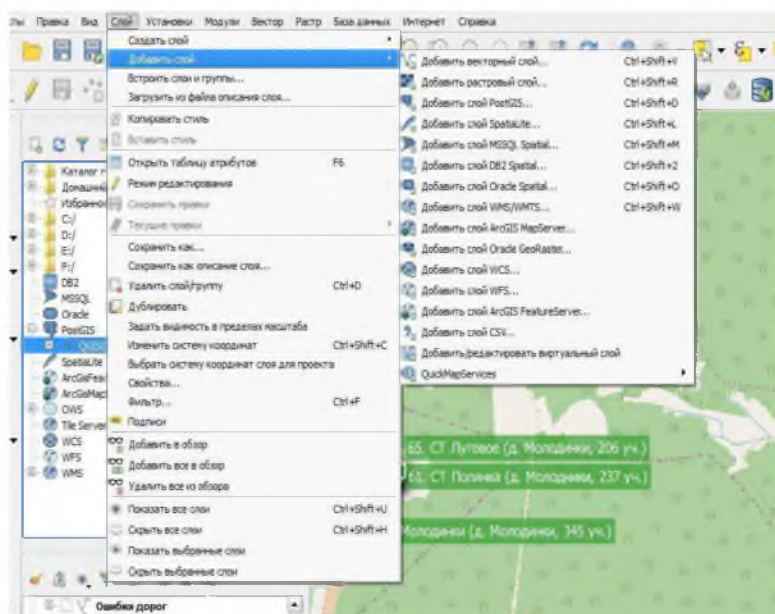 Правка Вид Слой Установки Модули Вектор Растр База данных Интернет Справка
Создать слой
Добавить слой
Встроить слои и группы...
Загрузить из файла описания слоя...
Копировать стиль
Вставить стиль
Открыть таблицу атрибутов F6
Режим редактирования
Сохранить правки
Текущие правки
Сохранить как...
Сохранить как описание слоя...
Удалить слой/группу Ctrl+D
Дублировать
Задать видимость в пределах масштаба
Изменить систему координат Ctrl+Shift+C
Выбрать систему координат слоя для проекта
Свойства...
Фильтр... Ctrl+F
Подписи
Добавить в обзор
Добавить все в обзор
Удалить все из обзора
Показать все слои Ctrl+Shift+U
Скрыть все слои Ctrl+Shift+H
Показать выбранные слои
Скрыть выбранные слои
Добавить векторный слой... Ctrl+Shift+V
Добавить растровый слой... Ctrl+Shift+R
Добавить слой PostGIS... Ctrl+Shift+D
Добавить слой SpatiaLite... Ctrl+Shift+L
Добавить слой MSSQL Spatial... Ctrl+Shift+M
Добавить слой DB2 Spatial... Ctrl+Shift+2
Добавить слой Oracle Spatial... Ctrl+Shift+O
Добавить слой WMS/WMTS... Ctrl+Shift+W
Добавить слой ArcGIS MapServer...
Добавить слой Oracle GeoRaster...
Добавить слой WCS...
Добавить слой WFS...
Добавить слой ArcGIS FeatureServer...
Добавить слой CSV...
Добавить/редактировать виртуальный слой
QuickMapServices
Каталог п
Домашний
Избранное
C:/
D:/
E:/
F:/
DB2
MSSQL
Oracle
PostGIS
SpatiaLite
ArcGisFeat
ArcGisMap
OWS
Tile Server
WCS
WFS
WMS
65. СТ Луговое (д. Молодинки, 206 уч.)
61. СТ Полянка (д. Молодинки, 237 уч.)
Молодинки (д. Молодинки, 345 уч.)
Ошибки дорог